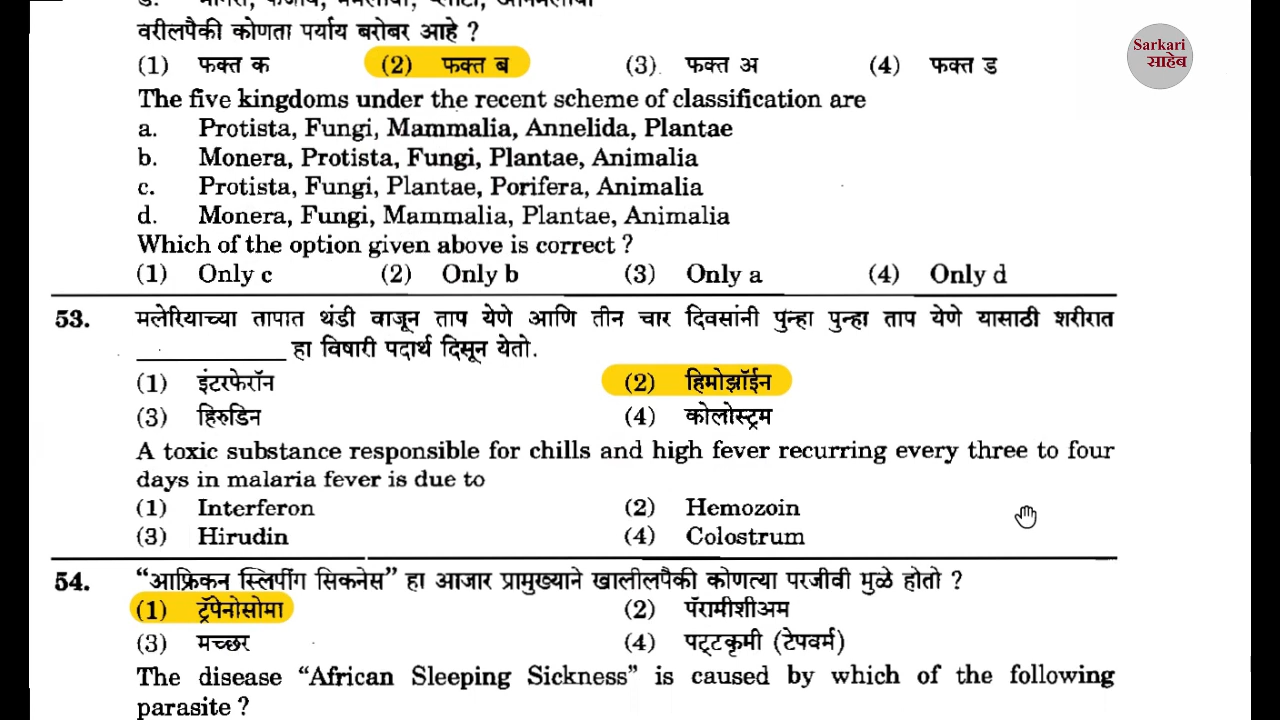 वरीलपैकी कोणता पर्याय बरोबर आहे ?
(1) फक्त क (2) फक्त ब (3) फक्त अ (4) फक्त ड
Sarkari
साहेब
The five kingdoms under the recent scheme of classification are
a. Protista, Fungi, Mammalia, Annelida, Plantae
b. Monera, Protista, Fungi, Plantae, Animalia
c. Protista, Fungi, Plantae, Porifera, Animalia
d. Monera, Fungi, Mammalia, Plantae, Animalia
Which of the option given above is correct ?
(1) Only c (2) Only b (3) Only a (4) Only d
53. मलेरियाच्या तापात थंडी वाजून ताप येणे आणि तीन चार दिवसांनी पुन्हा पुन्हा ताप येणे यासाठी शरीरात
___________ हा विषारी पदार्थ दिसून येतो.
(1) इंटरफेरॉन (2) हिमोझॉईन
(3) हिरुडिन (4) कोलोस्ट्रम
A toxic substance responsible for chills and high fever recurring every three to four
days in malaria fever is due to
(1) Interferon (2) Hemozoin
(3) Hirudin (4) Colostrum
54. “आफ्रिकन स्लिपींग सिकनेस” हा आजार प्रामुख्याने खालीलपैकी कोणत्या परजीवी मुळे होतो ?
(1) ट्रॅपेनोसोमा (2) पॅरामीशीअम
(3) मच्छर (4) पट्टकृमी (टेपवर्म)
The disease “African Sleeping Sickness” is caused by which of the following
parasite ?